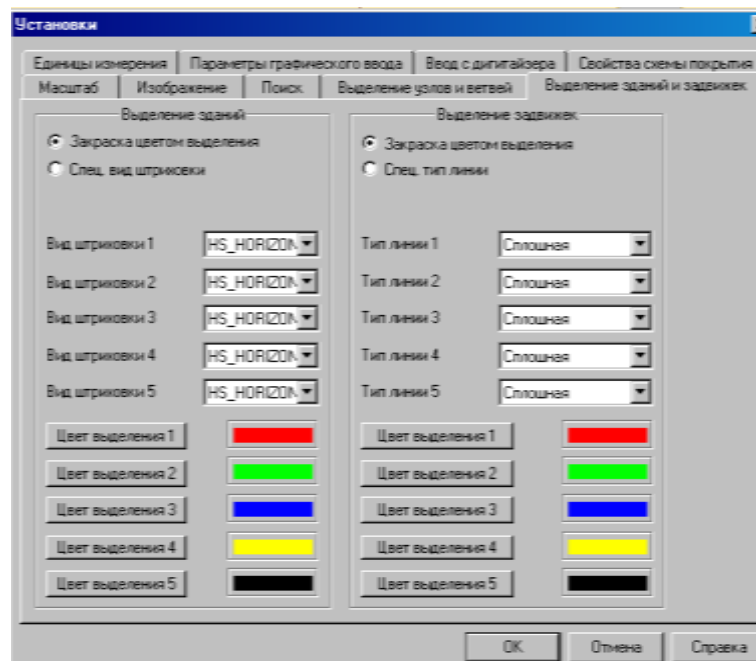 Установки
Единицы измерения Параметры графического ввода Ввод с дигитайзера Свойства схемы покрытия
Масштаб Изображение Поиск Выделение узлов и ветвей Выделение зданий и задвижек
Выделение зданий
Закраска цветом выделения
Спец. вид штриховки
Вид штриховки 1 HS_HORIZON
Вид штриховки 2 HS_HORIZON
Вид штриховки 3 HS_HORIZON
Вид штриховки 4 HS_HORIZON
Вид штриховки 5 HS_HORIZON
Цвет выделения 1
Цвет выделения 2
Цвет выделения 3
Цвет выделения 4
Цвет выделения 5
Выделение задвижек
Закраска цветом выделения
Спец. тип линии
Тип линии 1 Сплошная
Тип линии 2 Сплошная
Тип линии 3 Сплошная
Тип линии 4 Сплошная
Тип линии 5 Сплошная
Цвет выделения 1
Цвет выделения 2
Цвет выделения 3
Цвет выделения 4
Цвет выделения 5
OK Отмена Справка